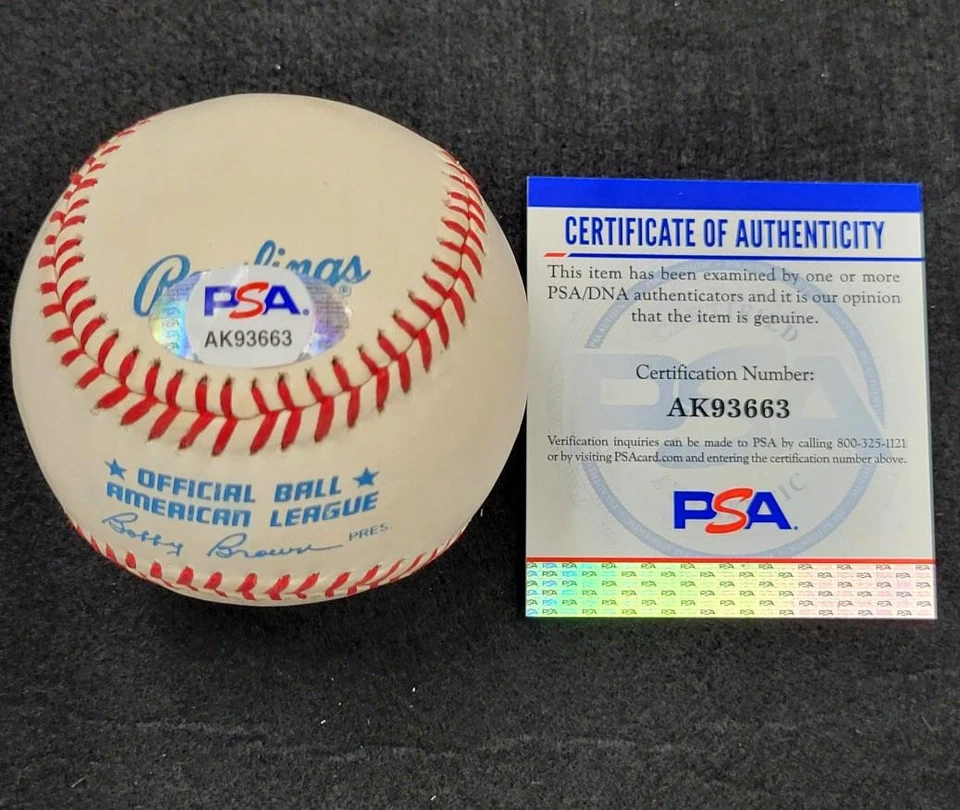 Rawlings
®
PSA.
AK93663
★ OFFICIAL BALL ★
AMERICAN LEAGUE
Bobby Brown PRES.
CERTIFICATE OF AUTHENTICITY
This item has been examined by one or more
PSA/DNA authenticators and it is our opinion
that the item is genuine.
Certification Number:
AK93663
Verification inquiries can be made to PSA by calling 800-325-1121
or by visiting PSAcard.com and entering the certification number above.
PSA.